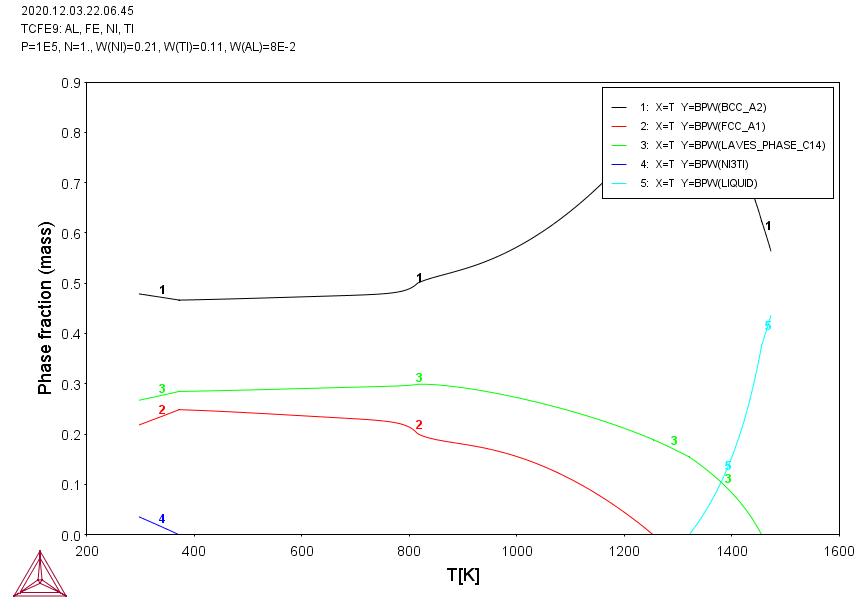 2020.12.03.22.06.45
TCFE9: AL, FE, NI, TI
P=1E5, N=1., W(NI)=0.21, W(TI)=0.11, W(AL)=8E-2
0.9
1: X=T Y=BPW(BCC_A2)
2: X=T Y=BPW(FCC_A1)
3: X=T Y=BPW(LAVES_PHASE_C14)
4: X=T Y=BPW(NI3TI)
5: X=T Y=BPW(LIQUID)
0.8
0.7
0.6
0.5
0.4
0.3
0.2
0.1
0.0
Phase fraction (mass)
1
1
1
5
3
3
3
2
2
5
3
4
200 400 600 800 1000 1200 1400 1600
T[K]